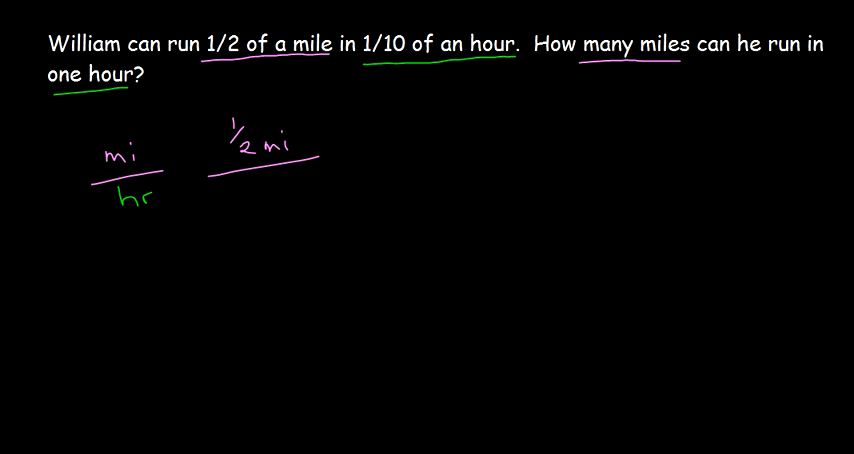 William can run 1/2 of a mile in 1/10 of an hour. How many miles can he run in
one hour?
mi 1/2 mi
hr